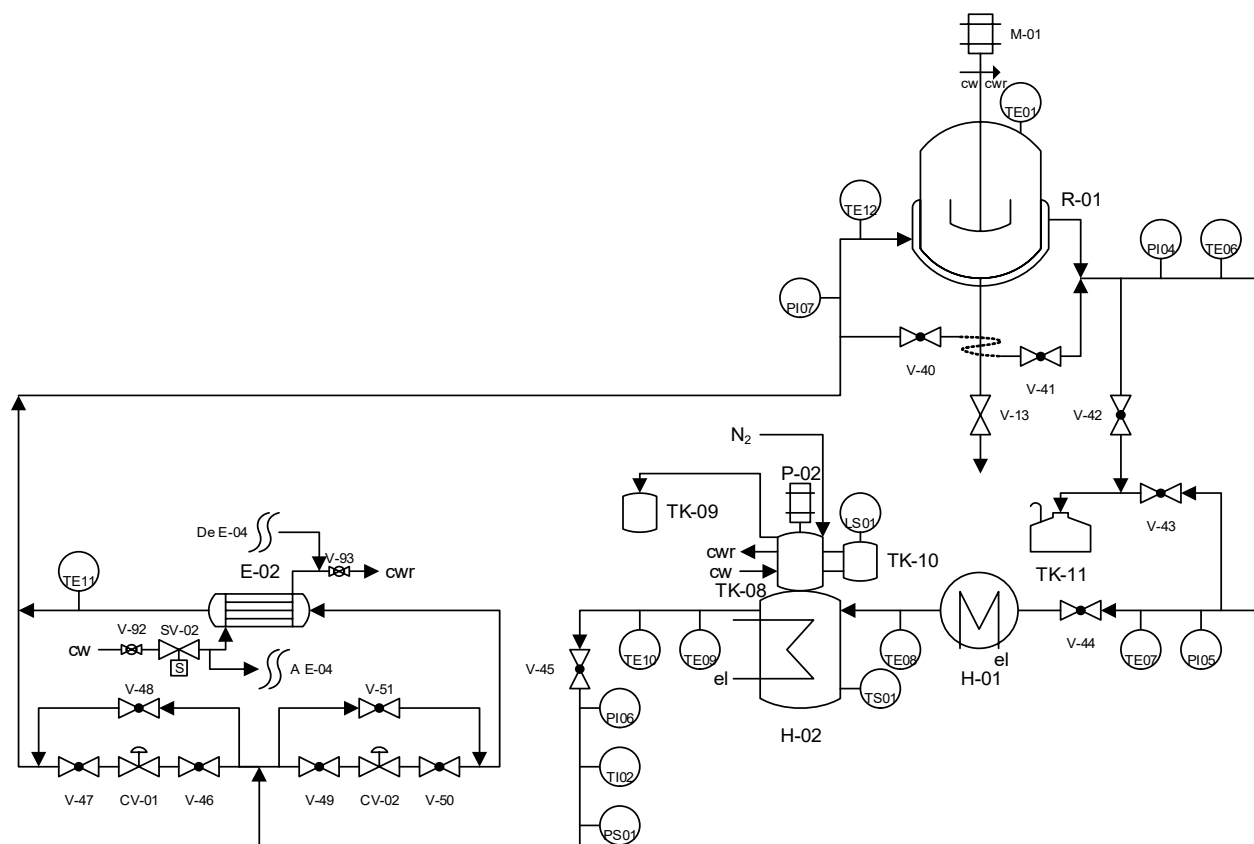 M-01
cw cwr
TE01
R-01
TE12
PI04
TE06
PI07
V-40
V-41
V-13
V-42
N2
P-02
TK-09
LS01
V-43
De E-04
V-93
cwr
TK-10
E-02
cwr
cw
TK-08
TK-11
TE11
V-92
SV-02
cw
S
A E-04
V-45
TE10
TE09
el
TE08
el
H-01
V-44
TE07
PI05
TS01
V-48
V-51
PI06
H-02
TI02
V-47
CV-01
V-46
V-49
CV-02
V-50
PS01